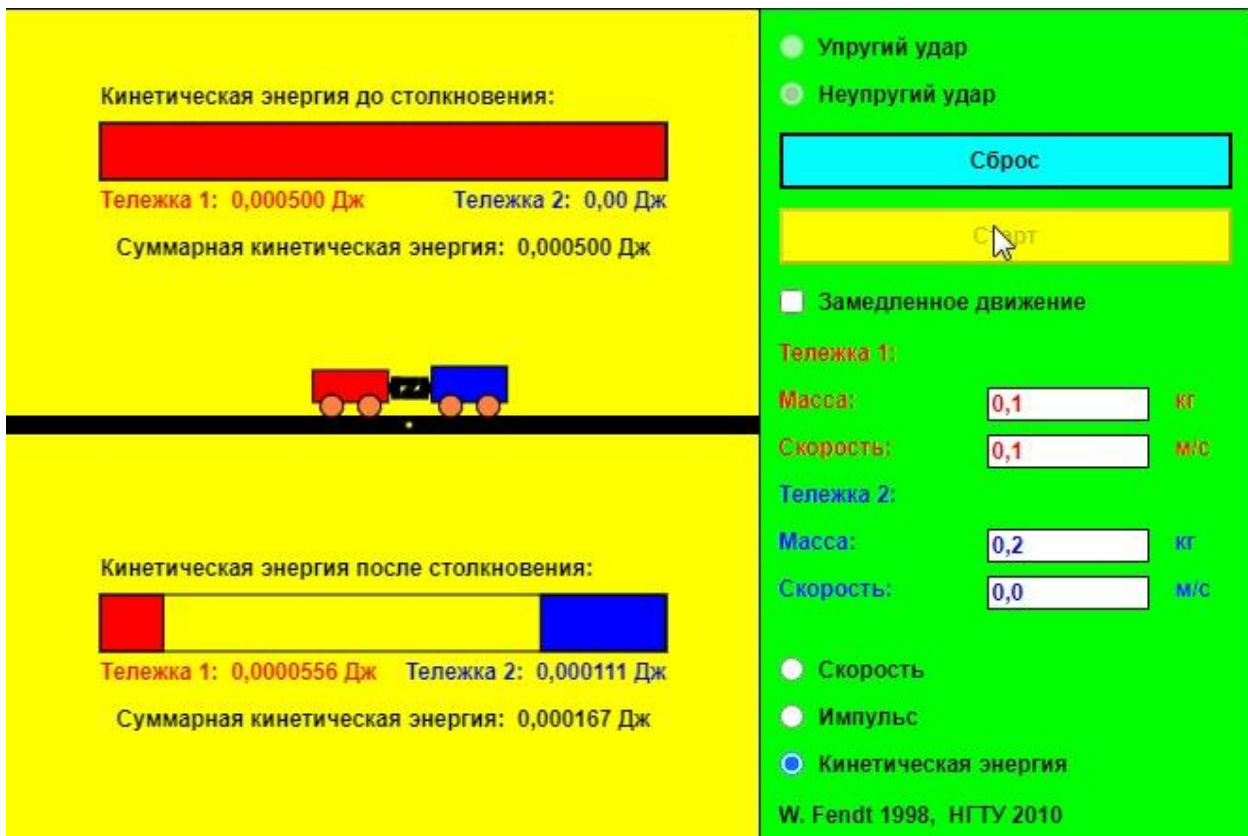 Кинетическая энергия до столкновения:
Тележка 1: 0,000500 Дж Тележка 2: 0,00 Дж
Суммарная кинетическая энергия: 0,000500 Дж
Кинетическая энергия после столкновения:
Тележка 1: 0,0000556 Дж Тележка 2: 0,000111 Дж
Суммарная кинетическая энергия: 0,000167 Дж
Упругий удар
Неупругий удар
Сброс
Старт
Замедленное движение
Тележка 1:
Масса: 0,1 кг
Скорость: 0,1 м/с
Тележка 2:
Масса: 0,2 кг
Скорость: 0,0 м/с
Скорость
Импульс
Кинетическая энергия
W. Fendt 1998, НГТУ 2010